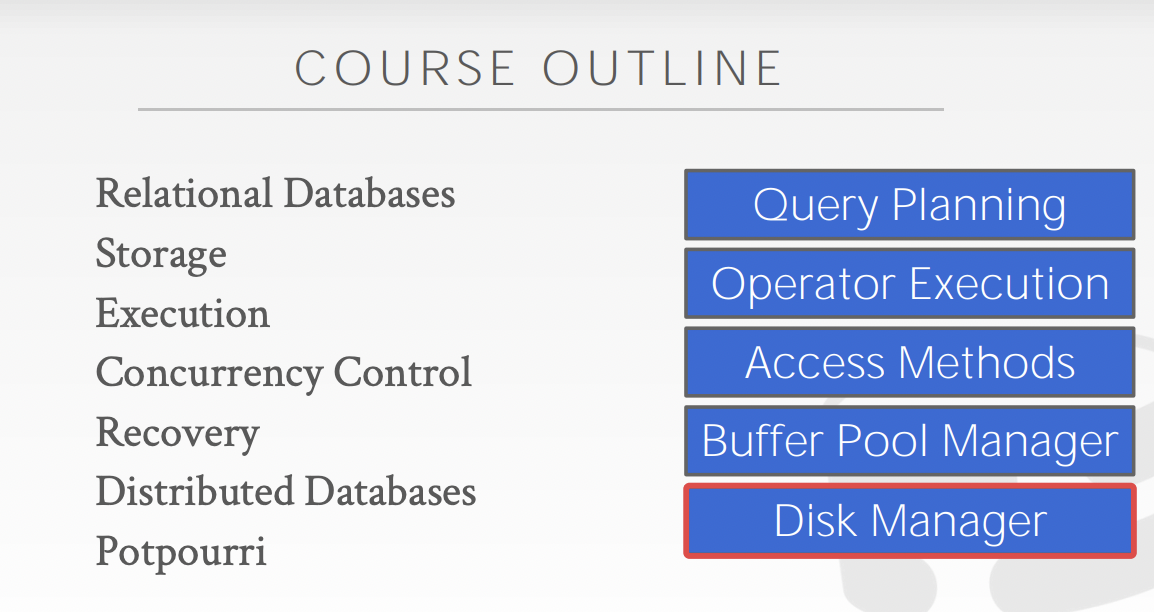 COURSE OUTLINE
Relational Databases
Storage
Execution
Concurrency Control
Recovery
Distributed Databases
Potpourri
Query Planning
Operator Execution
Access Methods
Buffer Pool Manager
Disk Manager